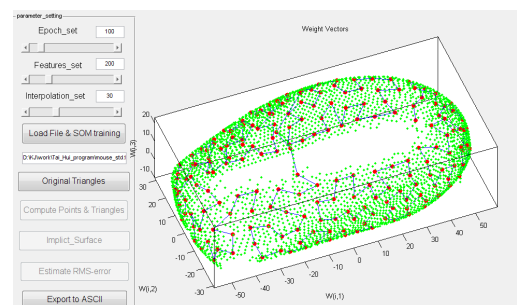 parameter_setting
Epoch_set 100
Features_set 200
Interpolation_set 30
Load File & SOM training
D:\KJ\work\Tai_Hui_program\mouse_std.t
Original Triangles
Compute Points & Triangles
Implict_Surface
Estimate RMS-error
Export to ASCII
Weight Vectors
W(i,3)
20
10
0
-10
30
20
10
0
-10
-20
-30
W(i,2)
-50
-40
-30
-20
-10
0
10
20
30
40
50
W(i,1)